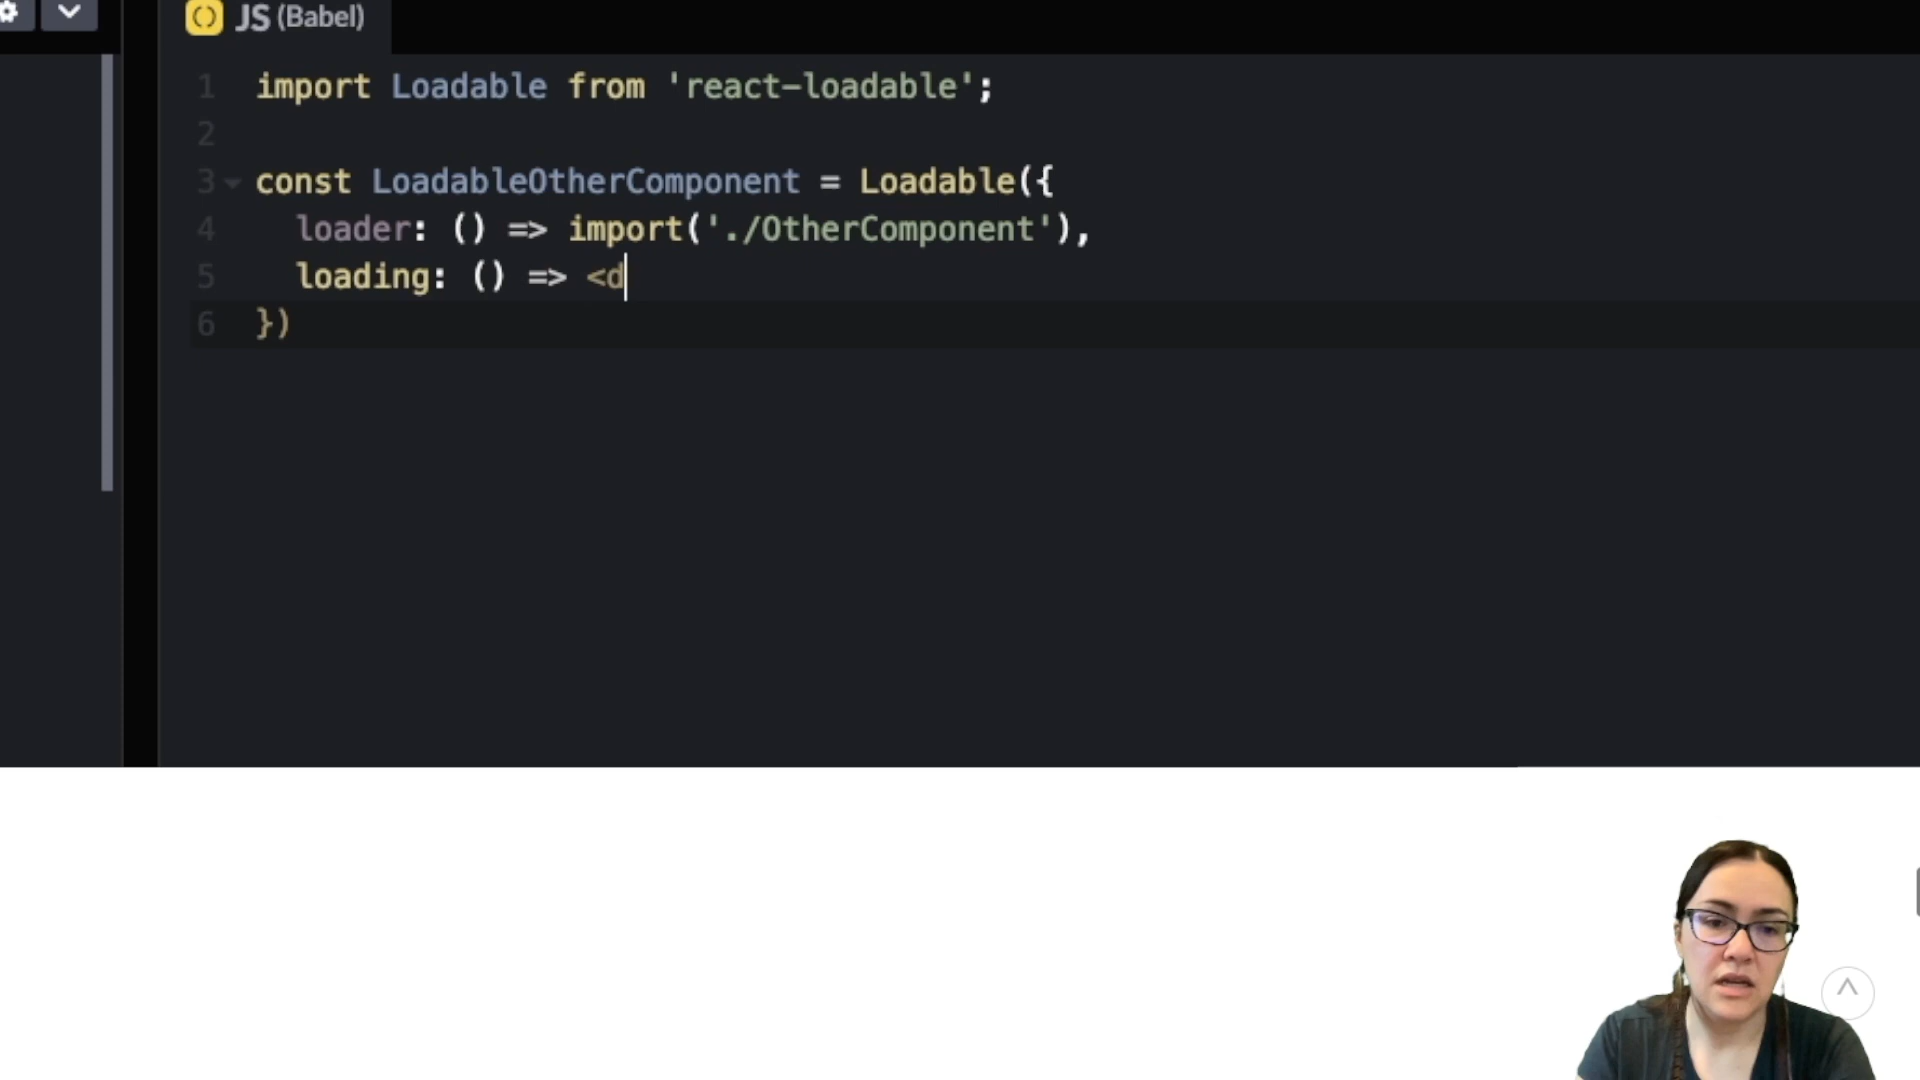 JS (Babel)
1 import Loadable from 'react-loadable';
2
3 const LoadableOtherComponent = Loadable({
4 loader: () => import('./OtherComponent'),
5 loading: () => <d
6 })